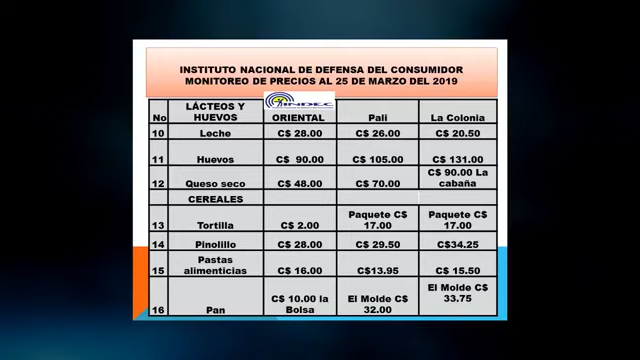 INSTITUTO NACIONAL DE DEFENSA DEL CONSUMIDOR
MONITOREO DE PRECIOS AL 25 DE MARZO DEL 2019
INDEC
No LÁCTEOS Y HUEVOS ORIENTAL Pali La Colonia
10 Leche C$ 28.00 C$ 26.00 C$ 20.50
11 Huevos C$ 90.00 C$ 105.00 C$ 131.00
12 Queso seco C$ 48.00 C$ 70.00 C$ 90.00 La cabaña
CEREALES
13 Tortilla C$ 2.00 Paquete C$ 17.00 Paquete C$ 17.00
14 Pinolillo C$ 28.00 C$ 29.50 C$34.25
15 Pastas alimenticias C$ 16.00 C$13.95 C$ 15.50
16 Pan C$ 10.00 la Bolsa El Molde C$ 32.00 El Molde C$ 33.75